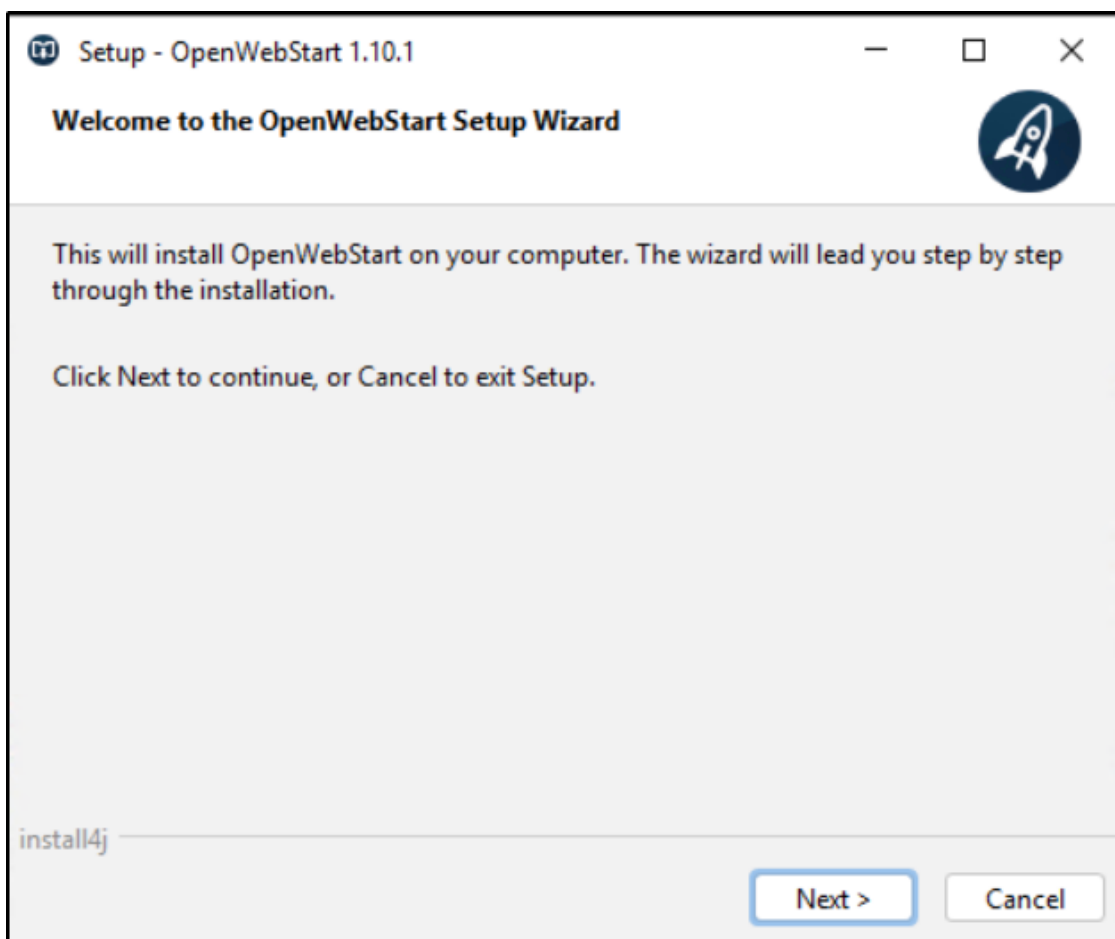 Setup - OpenWebStart 1.10.1
Welcome to the OpenWebStart Setup Wizard
This will install OpenWebStart on your computer. The wizard will lead you step by step
through the installation.
Click Next to continue, or Cancel to exit Setup.
install4j
Next >
Cancel